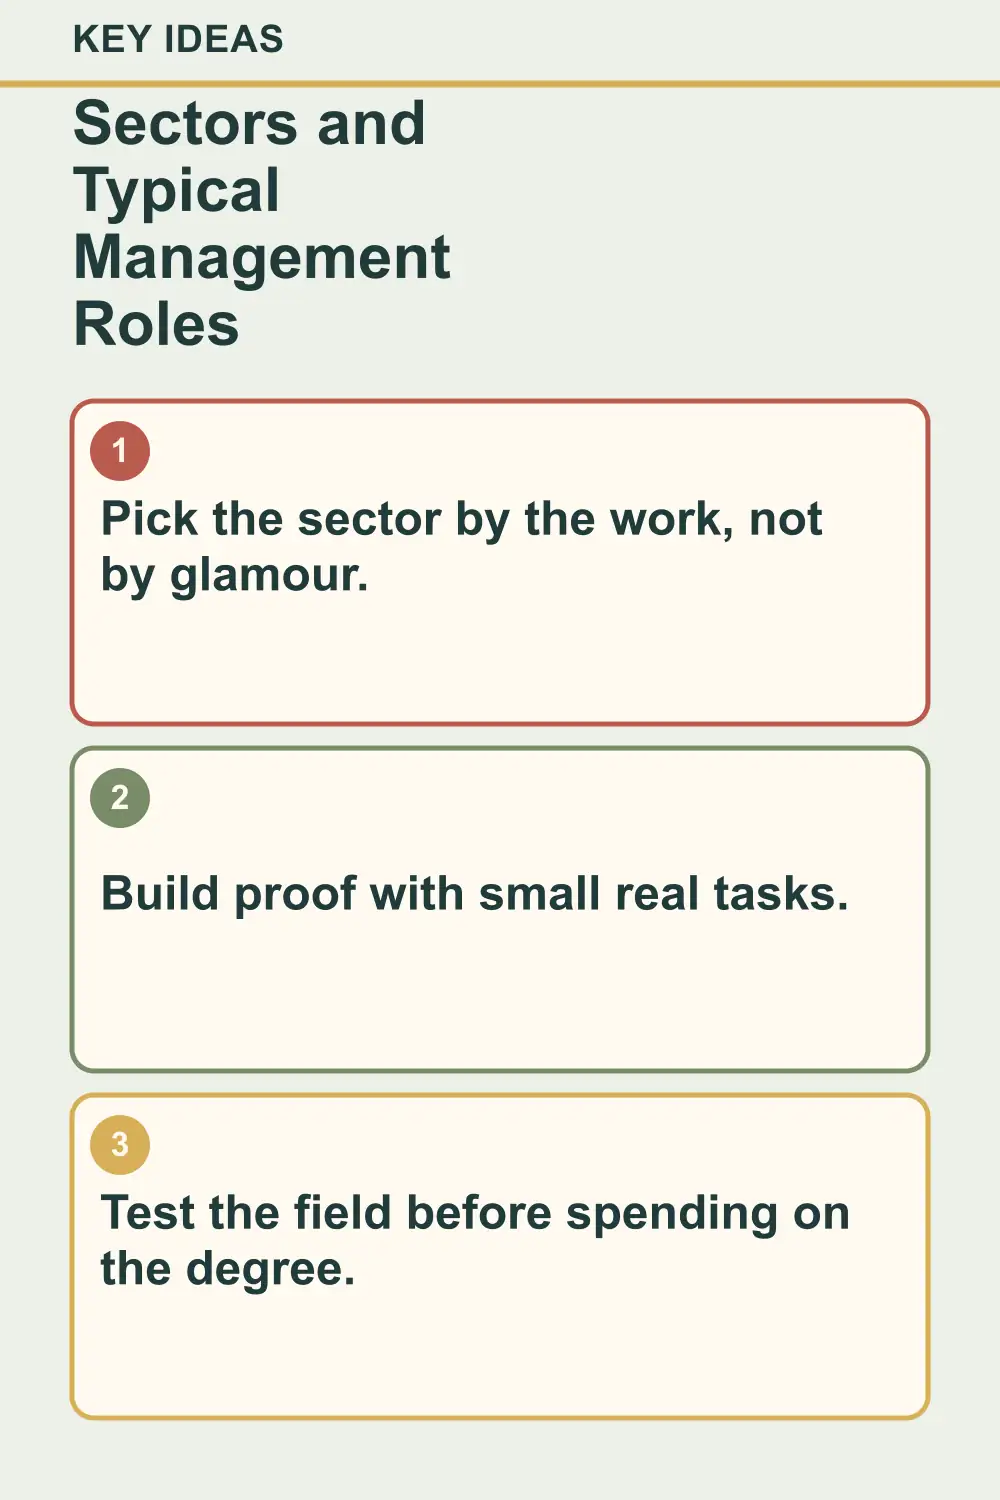 KEY IDEAS
Sectors and
Typical
Management
Roles
1
Pick the sector by the work, not
by glamour.
2
Build proof with small real tasks.
3
Test the field before spending on
the degree.